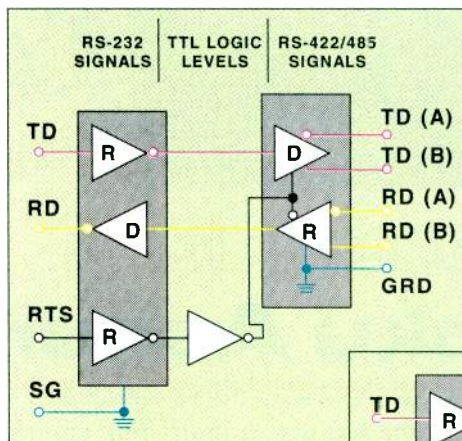 RS-232 SIGNALS
TTL LOGIC LEVELS
RS-422/485 SIGNALS
TD
R
D
TD (A)
TD (B)
RD
D
R
RD (A)
RD (B)
GRD
RTS
R
SG
TD
R